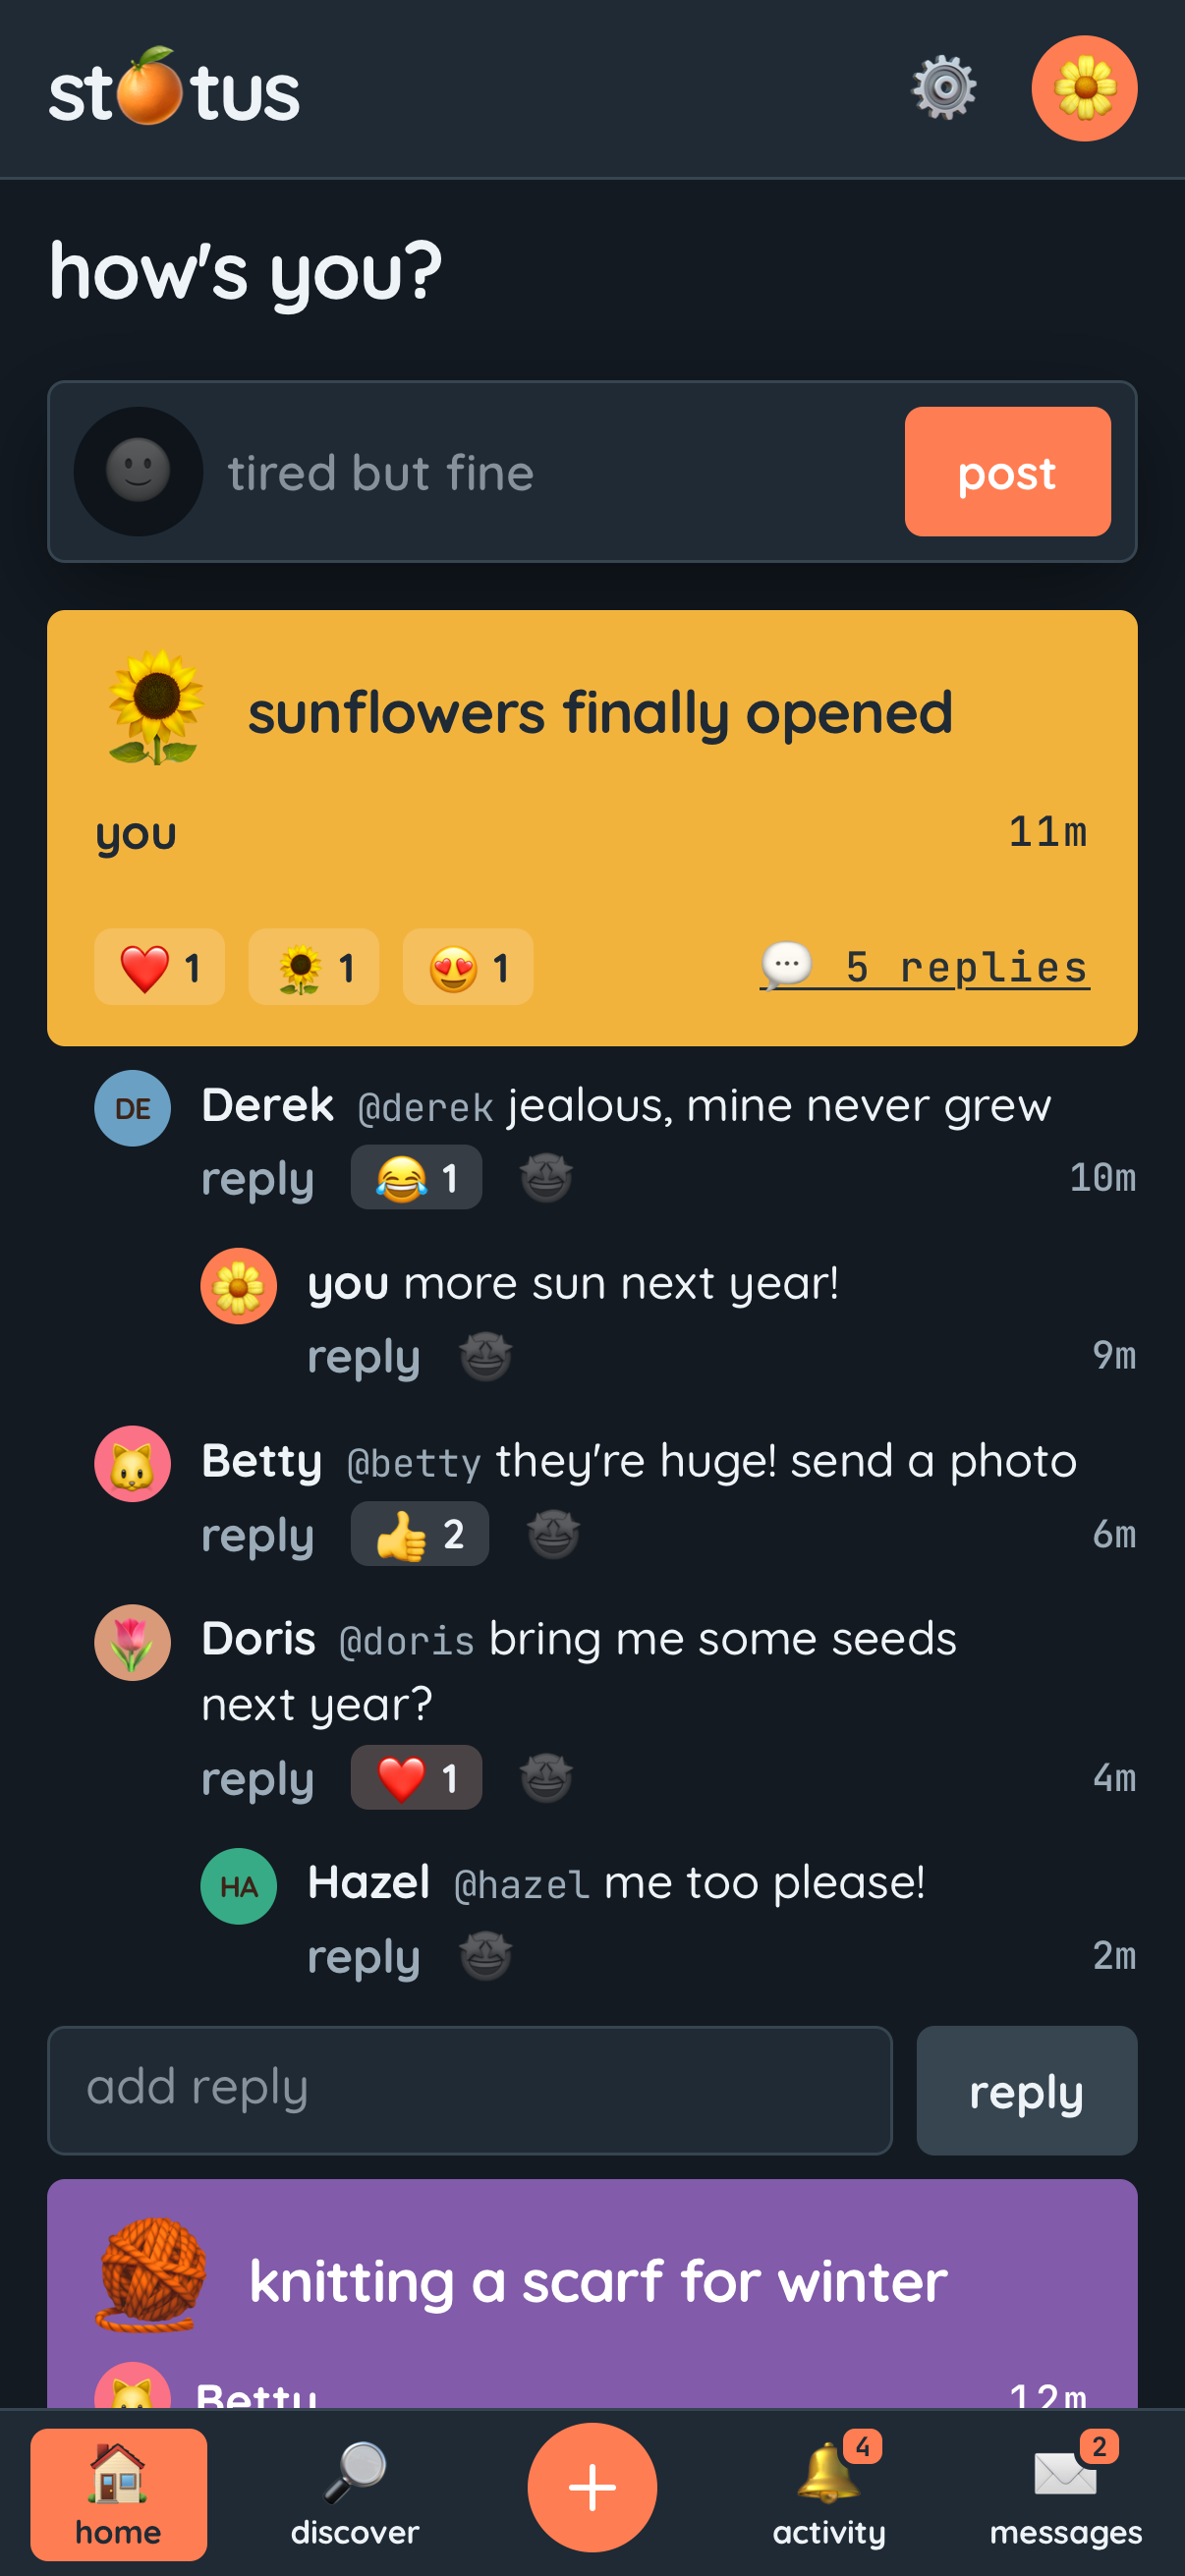 st🍊tus
how's you?
tired but fine
post
sunflowers finally opened
you 11m
❤️ 1 🌻 1 😍 1 💬 5 replies
DE Derek @derek jealous, mine never grew
reply 😂 1 10m
you more sun next year!
reply 9m
Betty @betty they're huge! send a photo
reply 👍 2 6m
Doris @doris bring me some seeds
next year?
reply ❤️ 1 4m
HA Hazel @hazel me too please!
reply 2m
add reply
reply
knitting a scarf for winter
Betty 12m
4 2
home discover + activity messages